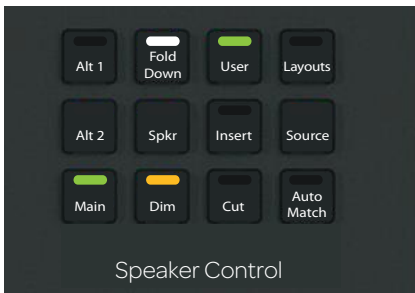 Alt 1
Fold
Down
User
Layouts
Alt 2
Spkr
Insert
Source
Main
Dim
Cut
Auto
Match
Speaker Control